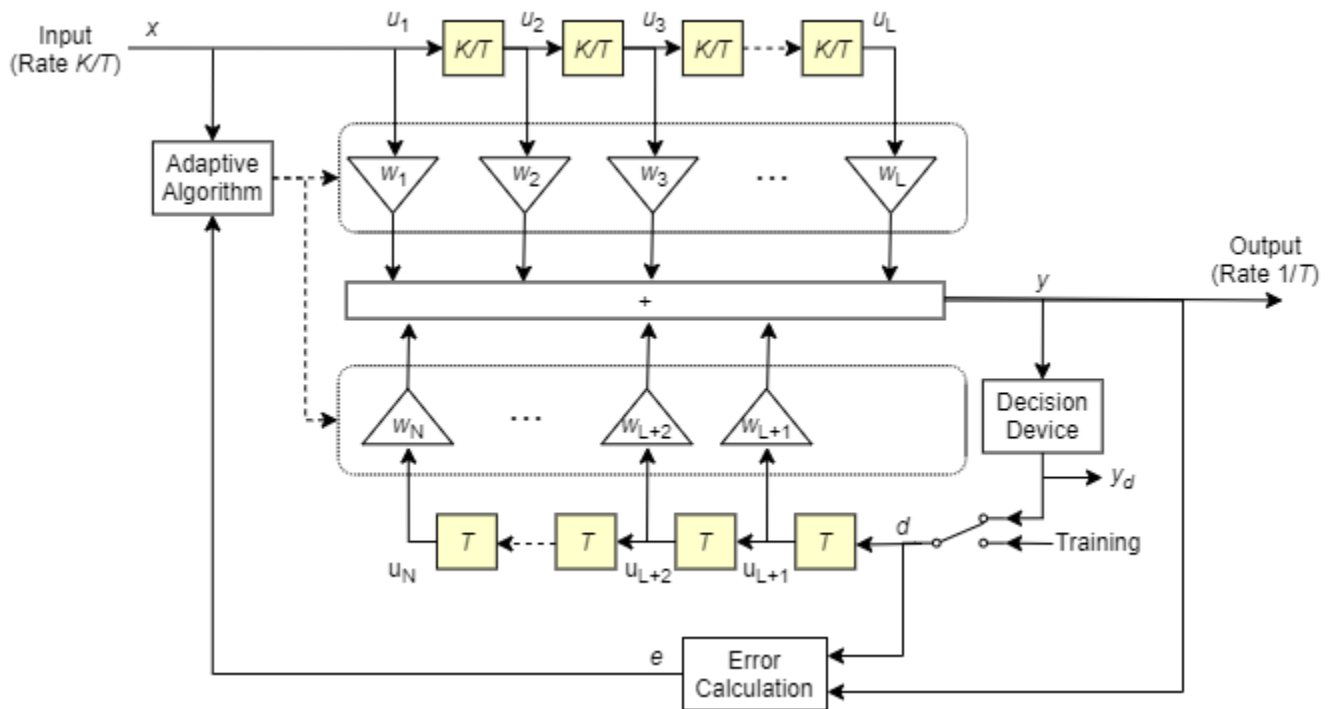 Input
(Rate K/T)
x
u1
u2
u3
uL
K/T
K/T
K/T
K/T
Adaptive
Algorithm
w1
w2
w3
...
wL
Output
(Rate 1/T)
+
y
wN
...
wL+2
wL+1
Decision
Device
yd
T
T
T
T
d
Training
uN
uL+2
uL+1
e
Error
Calculation